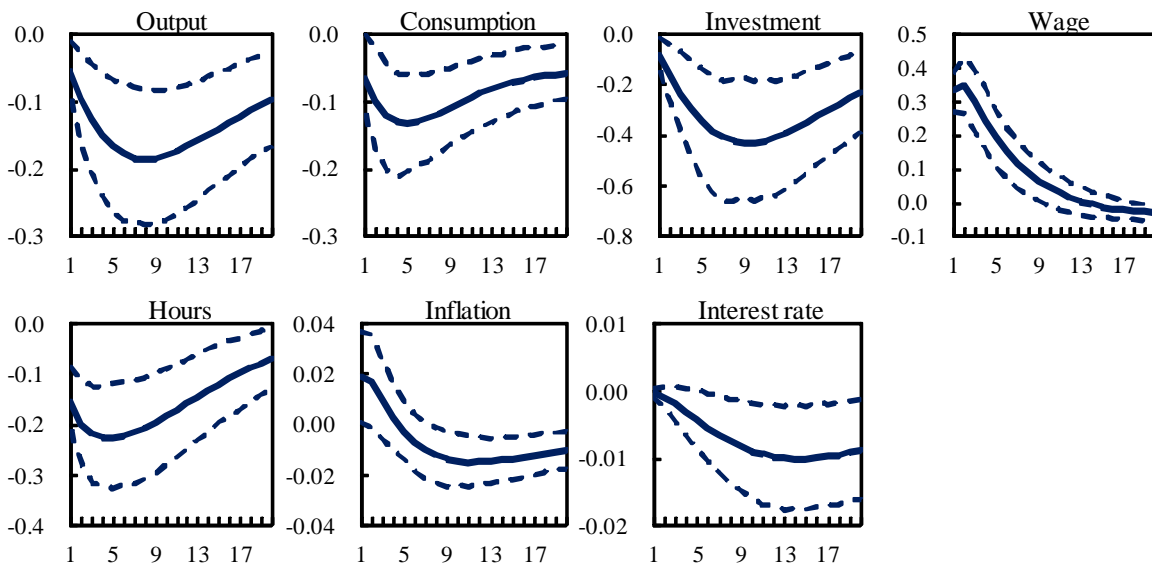 Output Consumption Investment Wage
0.0 0.0 0.0 0.5
0.4
-0.1 -0.1 -0.2 0.3
-0.4 0.2
-0.2 -0.2 0.1
-0.6 0.0
-0.3 -0.3 -0.8 -0.1
1 5 9 13 17 1 5 9 13 17 1 5 9 13 17 1 5 9 13 17
Hours Inflation Interest rate
0.0 0.04 0.01
-0.1 0.02
0.00
-0.2 0.00
-0.01
-0.3 -0.02
-0.4 -0.04 -0.02
1 5 9 13 17 1 5 9 13 17 1 5 9 13 17